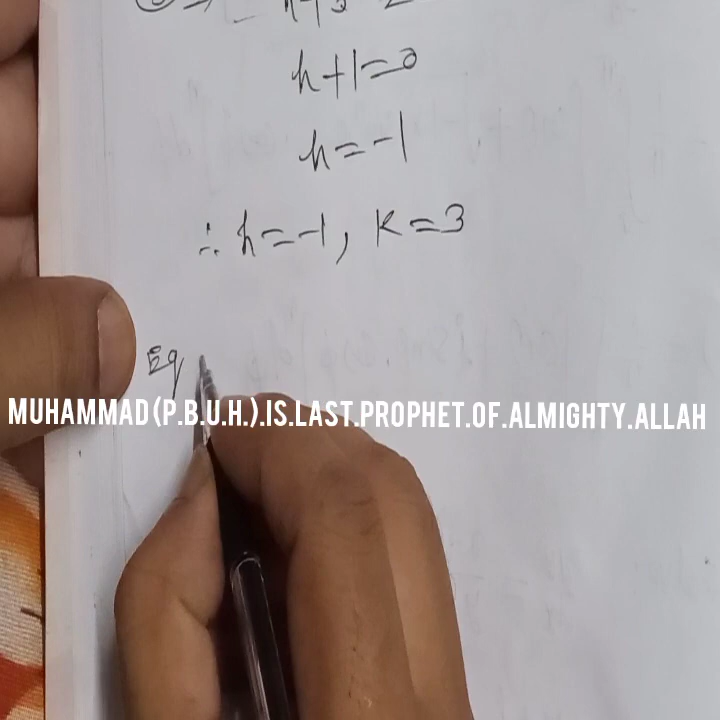 h+1=0
h=-1
∴ h=-1, K=3
Eq
MUHAMMAD(P.B.U.H.).IS.LAST.PROPHET.OF.ALMIGHTY.ALLAH